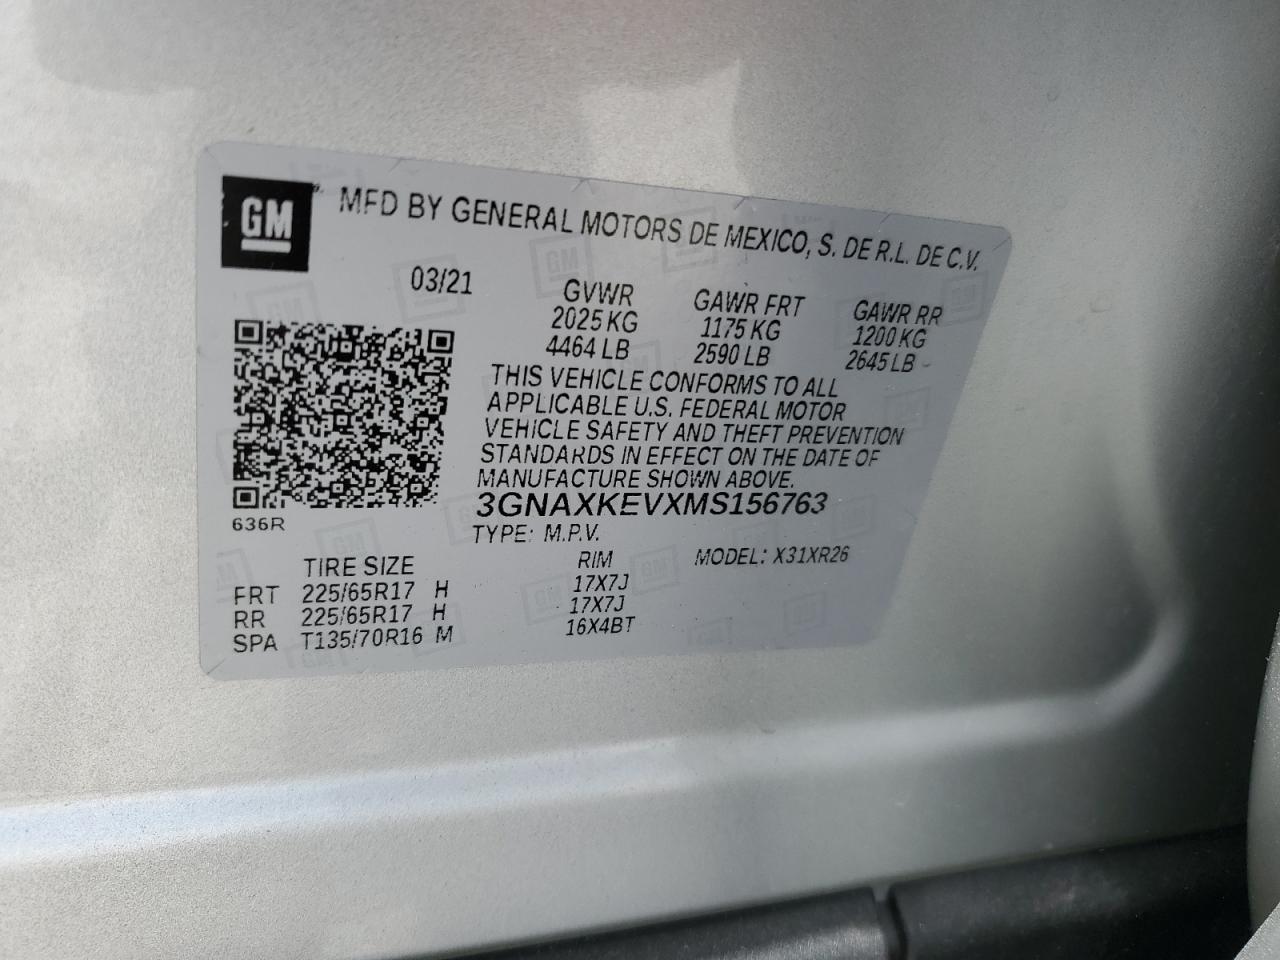 GM
MFD BY GENERAL MOTORS DE MEXICO, S. DE R.L. DE C.V.
03/21
GVWR GAWR FRT GAWR RR
2025 KG 1175 KG 1200 KG
4464 LB 2590 LB 2645 LB
THIS VEHICLE CONFORMS TO ALL
APPLICABLE U.S. FEDERAL MOTOR
VEHICLE SAFETY AND THEFT PREVENTION
STANDARDS IN EFFECT ON THE DATE OF
MANUFACTURE SHOWN ABOVE.
3GNAXKEVXMS156763
636R
TYPE: M.P.V.
TIRE SIZE RIM MODEL: X31XR26
FRT 225/65R17 H 17X7J
RR 225/65R17 H 17X7J
SPA T135/70R16 M 16X4BT